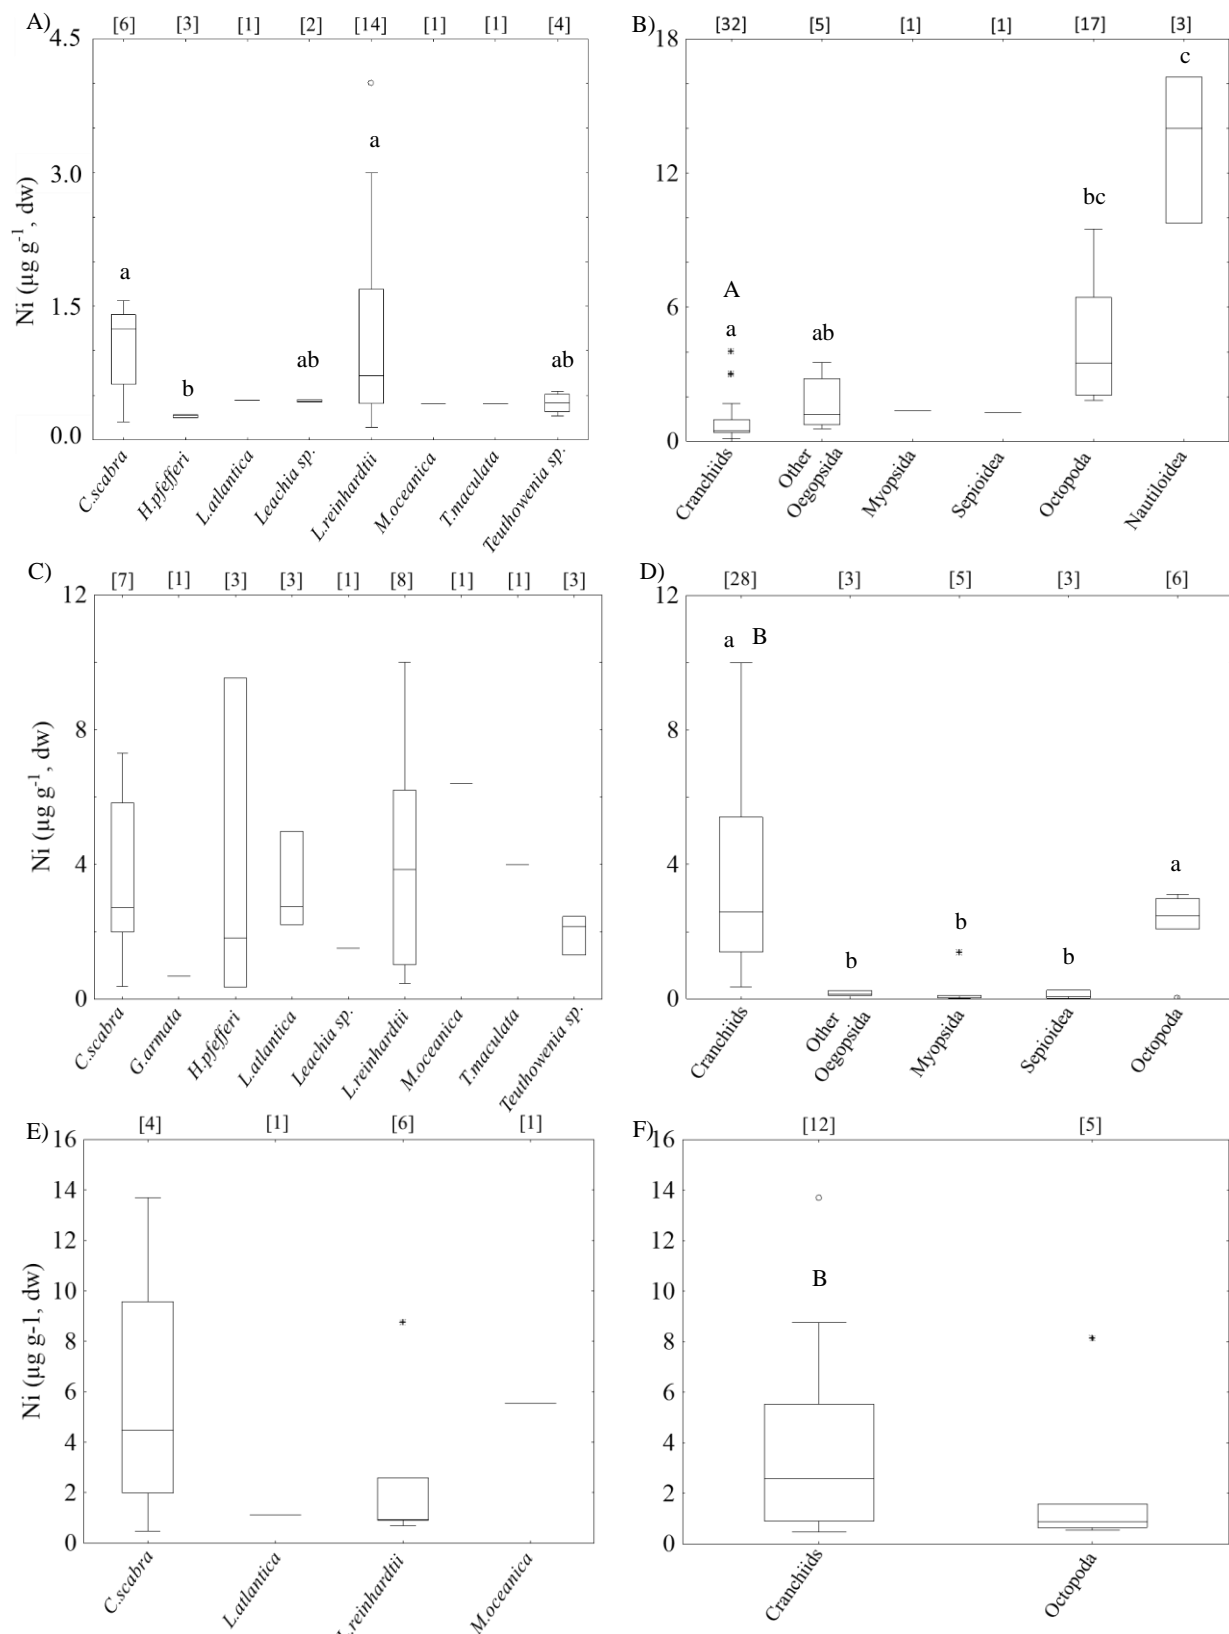 A)
[6] [3] [1] [2] [14] [1] [1] [4]
4.5
3.0
1.5
0.0
Ni (µg g-1, dw)
a
b
ab
a
ab
C.scabra
H.pfefferi
L.atlantica
Leachia sp.
L.reinhardtii
M.oceanica
T.maculata
Teuthowenia sp.
B)
[32] [5] [1] [1] [17] [3]
18
12
6
0
A
a
ab
bc
c
Cranchiids
Other
Oegopsida
Myopsida
Sepioidea
Octopoda
Nautiloidea
C)
[7] [1] [3] [3] [1] [8] [1] [1] [3]
12
8
4
0
Ni (µg g-1, dw)
C.scabra
G.armata
H.pfefferi
L.atlantica
Leachia sp.
L.reinhardtii
M.oceanica
T.maculata
Teuthowenia sp.
D)
[28] [3] [5] [3] [6]
12
8
4
0
a B
b
b
b
a
Cranchiids
Other
Oegopsida
Myopsida
Sepioidea
Octopoda
E)
[4] [1] [6] [1]
16
14
12
10
8
6
4
2
0
Ni (µg g-1, dw)
C.scabra
L.atlantica
L.reinhardtii
M.oceanica
F)
[12] [5]
16
14
12
10
8
6
4
2
0
B
Cranchiids
Octopoda